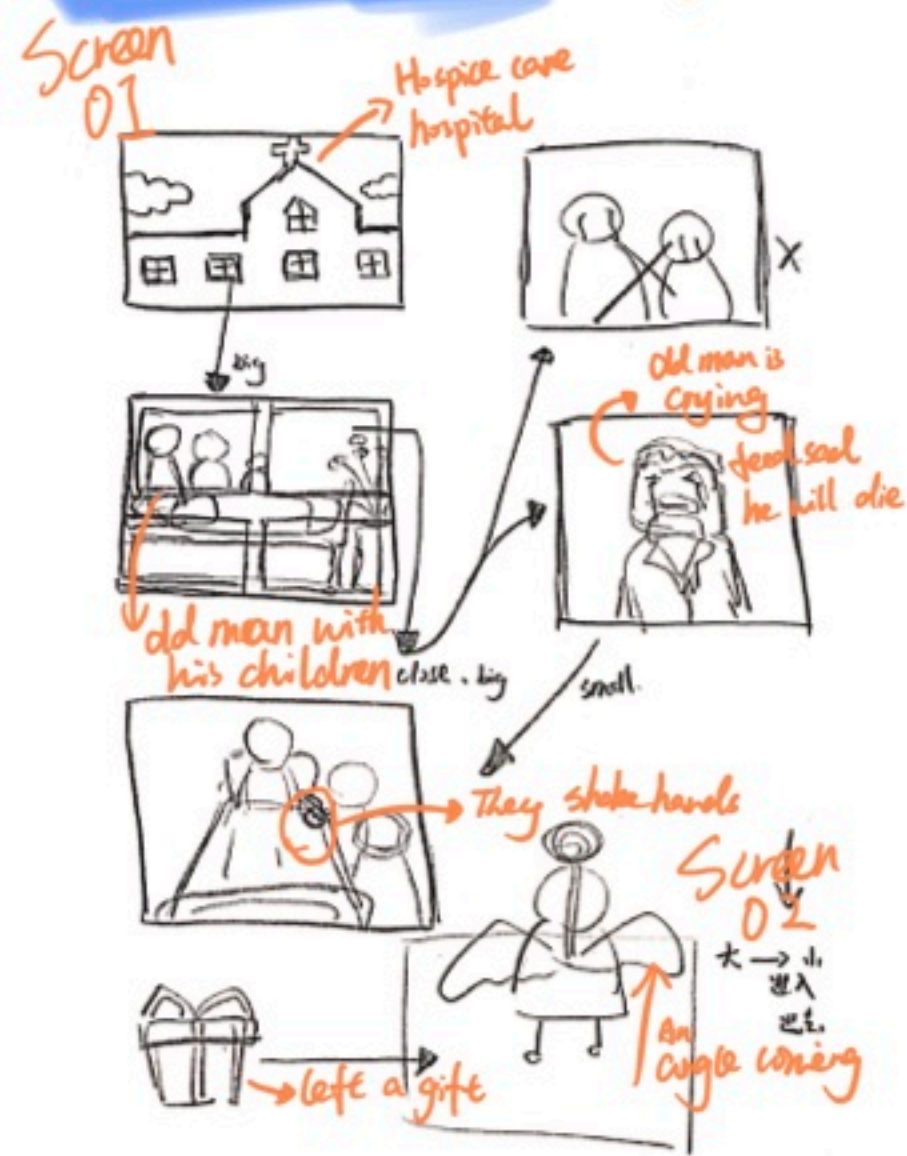 Screen
01
Hospice care
hospital
big
X
old man is
crying
feel sad
he will die
old man with
his children
close. big
small.
They shake hands
Screen
02
大 → 小
进入
An
angle coming
left a gift